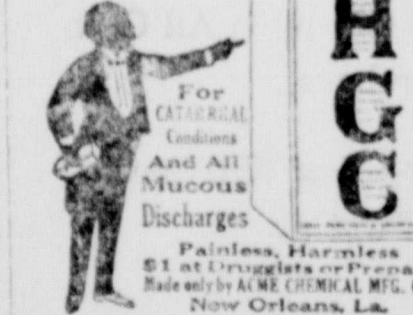 H
G
C
For
CATARRHAL
Conditions
And All
Mucous
Discharges
Painless, Harmless
$1 at Druggists or Prepa
Made only by ACME CHEMICAL MFG.
New Orleans, La.